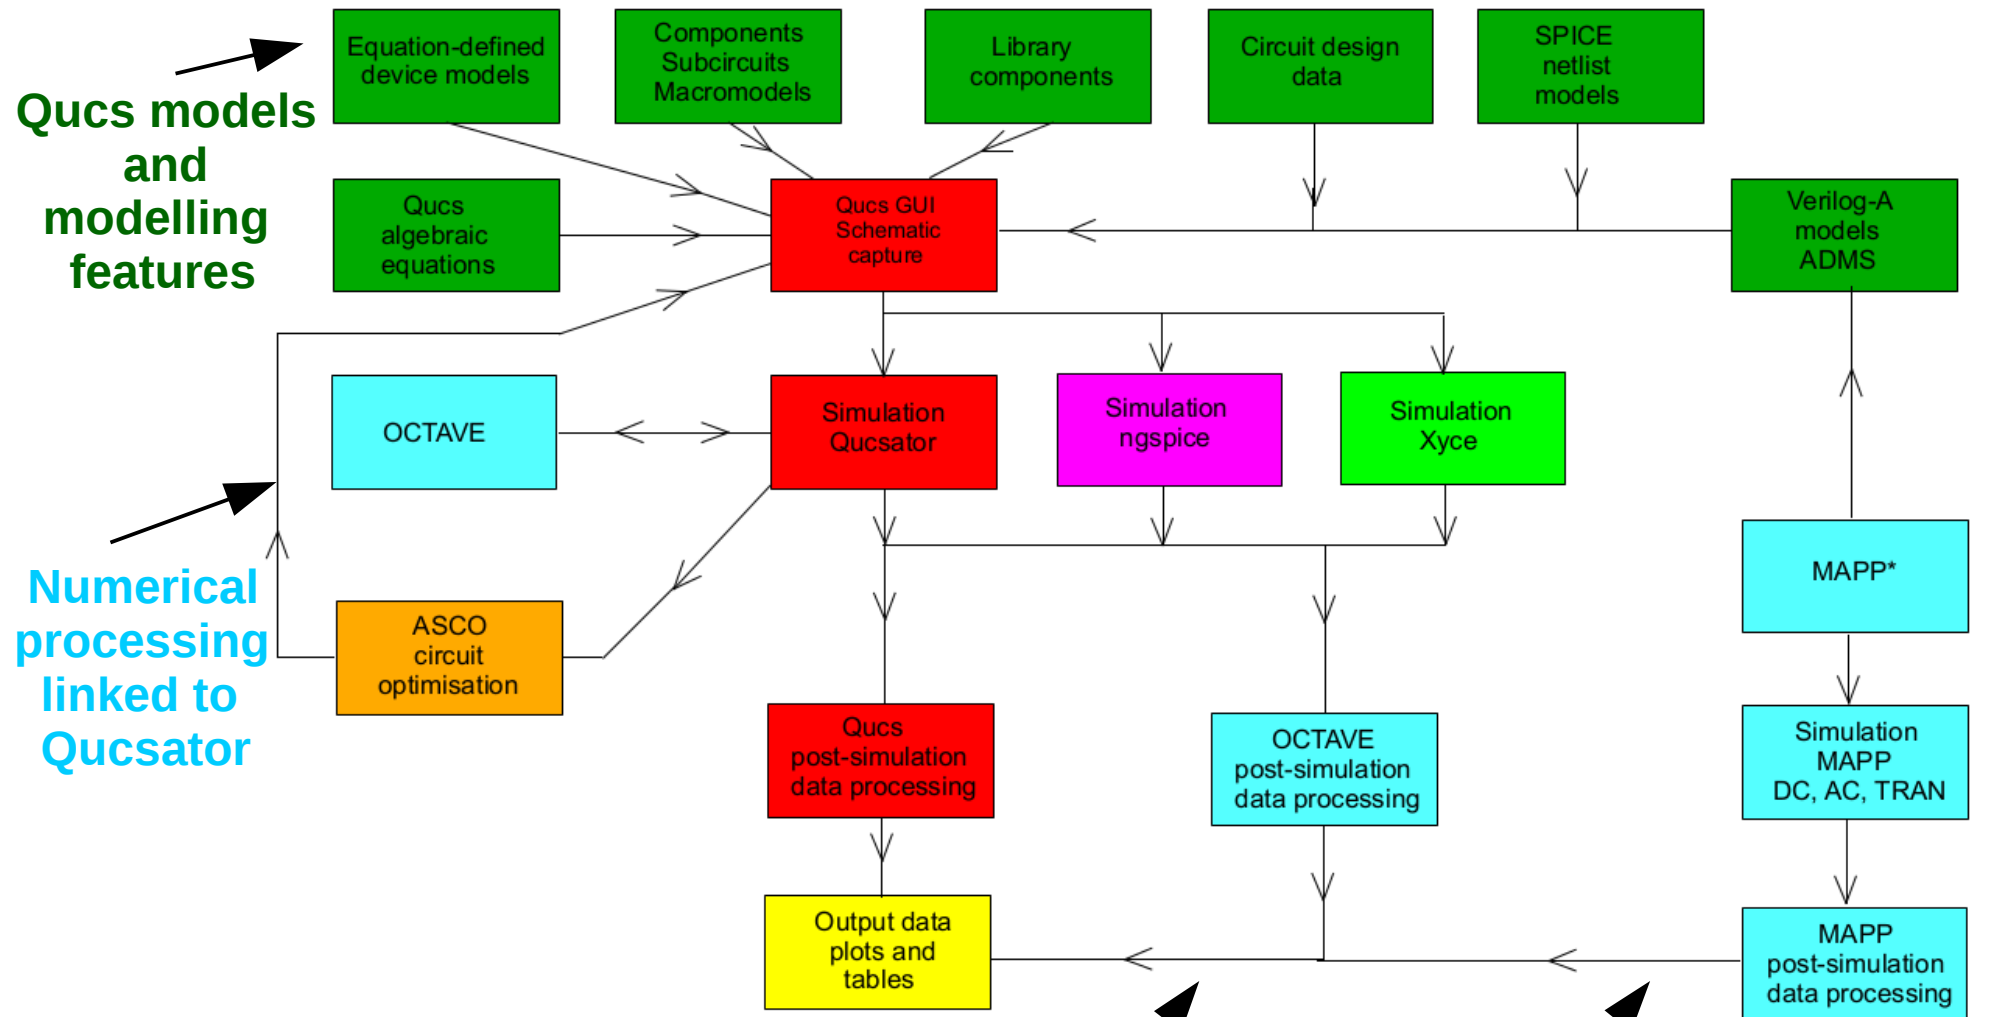 Equation-defined
device models
Components
Subcircuits
Macromodels
Library
components
Circuit design
data
SPICE
netlist
models
Qucs models
and
modelling
features
Qucs
algebraic
equations
Qucs GUI
Schematic
capture
Verilog-A
models
ADMS
OCTAVE
Simulation
Qucsator
Simulation
ngspice
Simulation
Xyce
Numerical
processing
linked to
Qucsator
ASCO
circuit
optimisation
MAPP*
Qucs
post-simulation
data processing
OCTAVE
post-simulation
data processing
Simulation
MAPP
DC, AC, TRAN
Output data
plots and
tables
MAPP
post-simulation
data processing